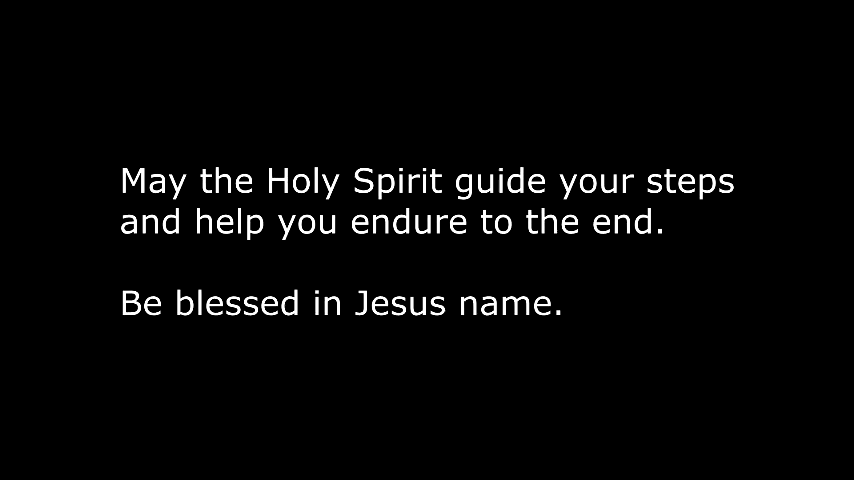 May the Holy Spirit guide your steps
and help you endure to the end.
Be blessed in Jesus name.